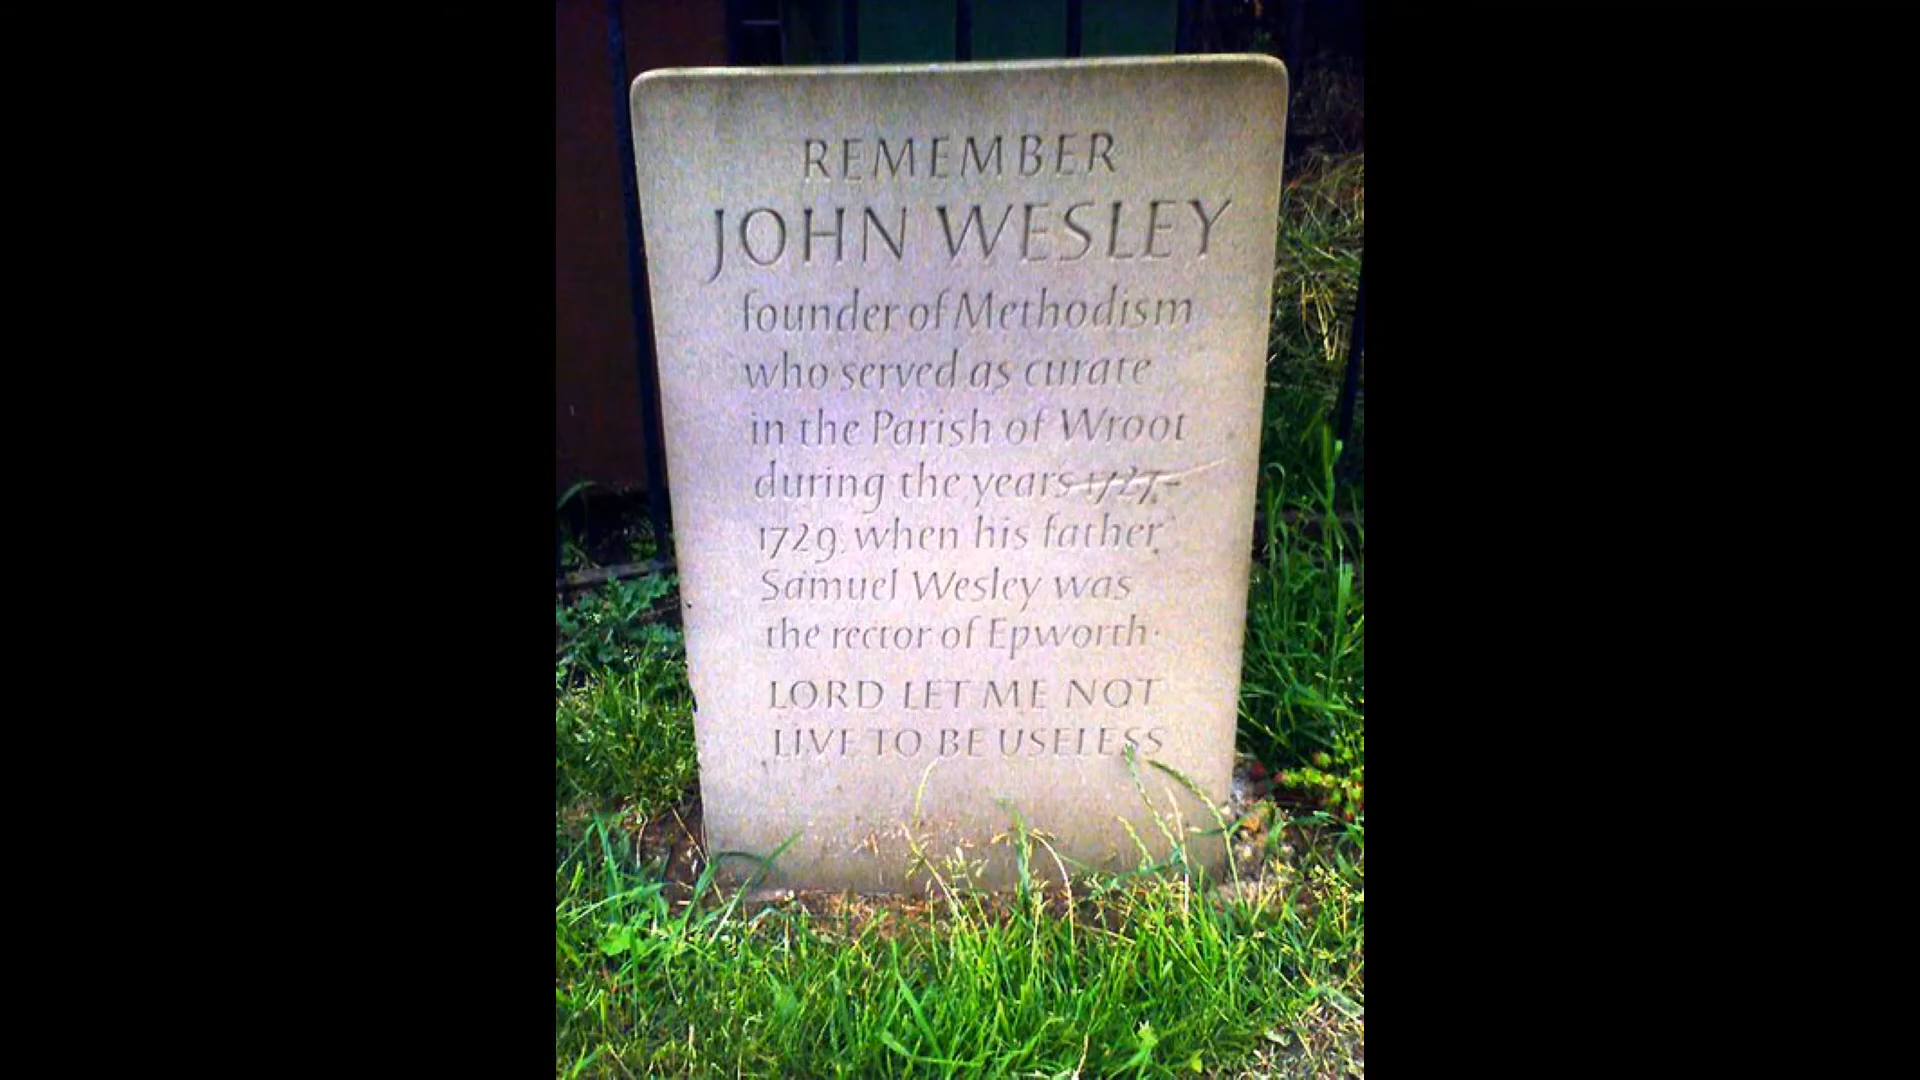 REMEMBER
JOHN WESLEY
founder of Methodism
who served as curate
in the Parish of Wroot
during the years 1727-
1729, when his father,
Samuel Wesley was
the rector of Epworth.
LORD LET ME NOT
LIVE TO BE USELESS